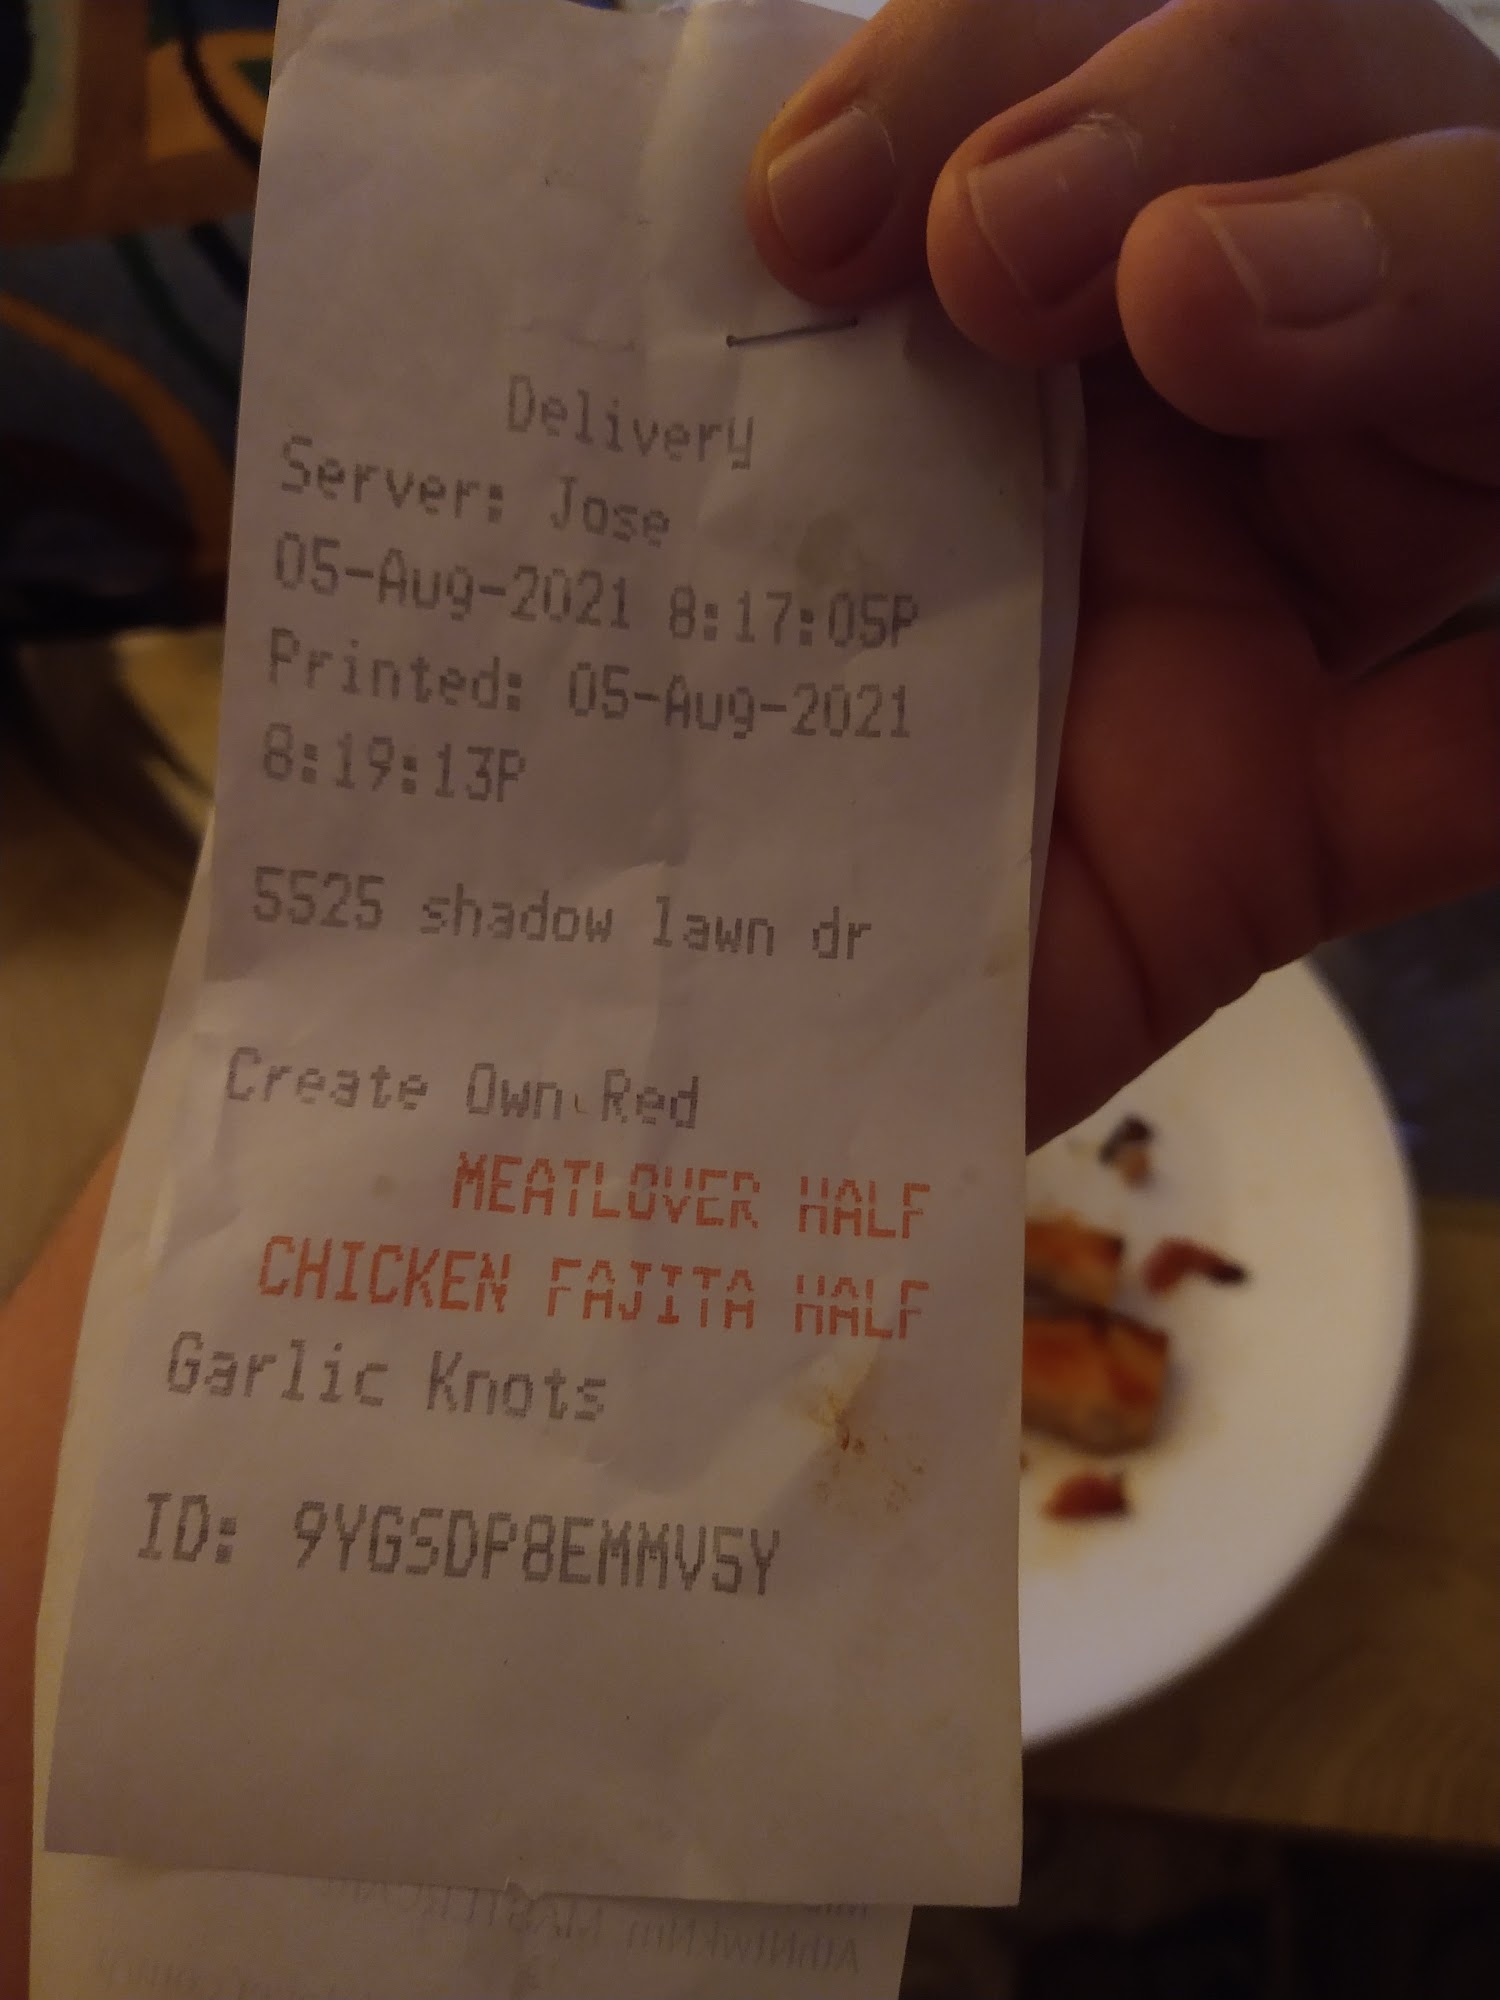 Delivery
Server: Jose
05-Aug-2021 8:17:05P
Printed: 05-Aug-2021
8:19:13P
5525 shadow lawn dr
Create Own Red
MEATLOVER HALF
CHICKEN FAJITA HALF
Garlic Knots
ID: 9YGSDP8EMMV5Y
MASTERCARD